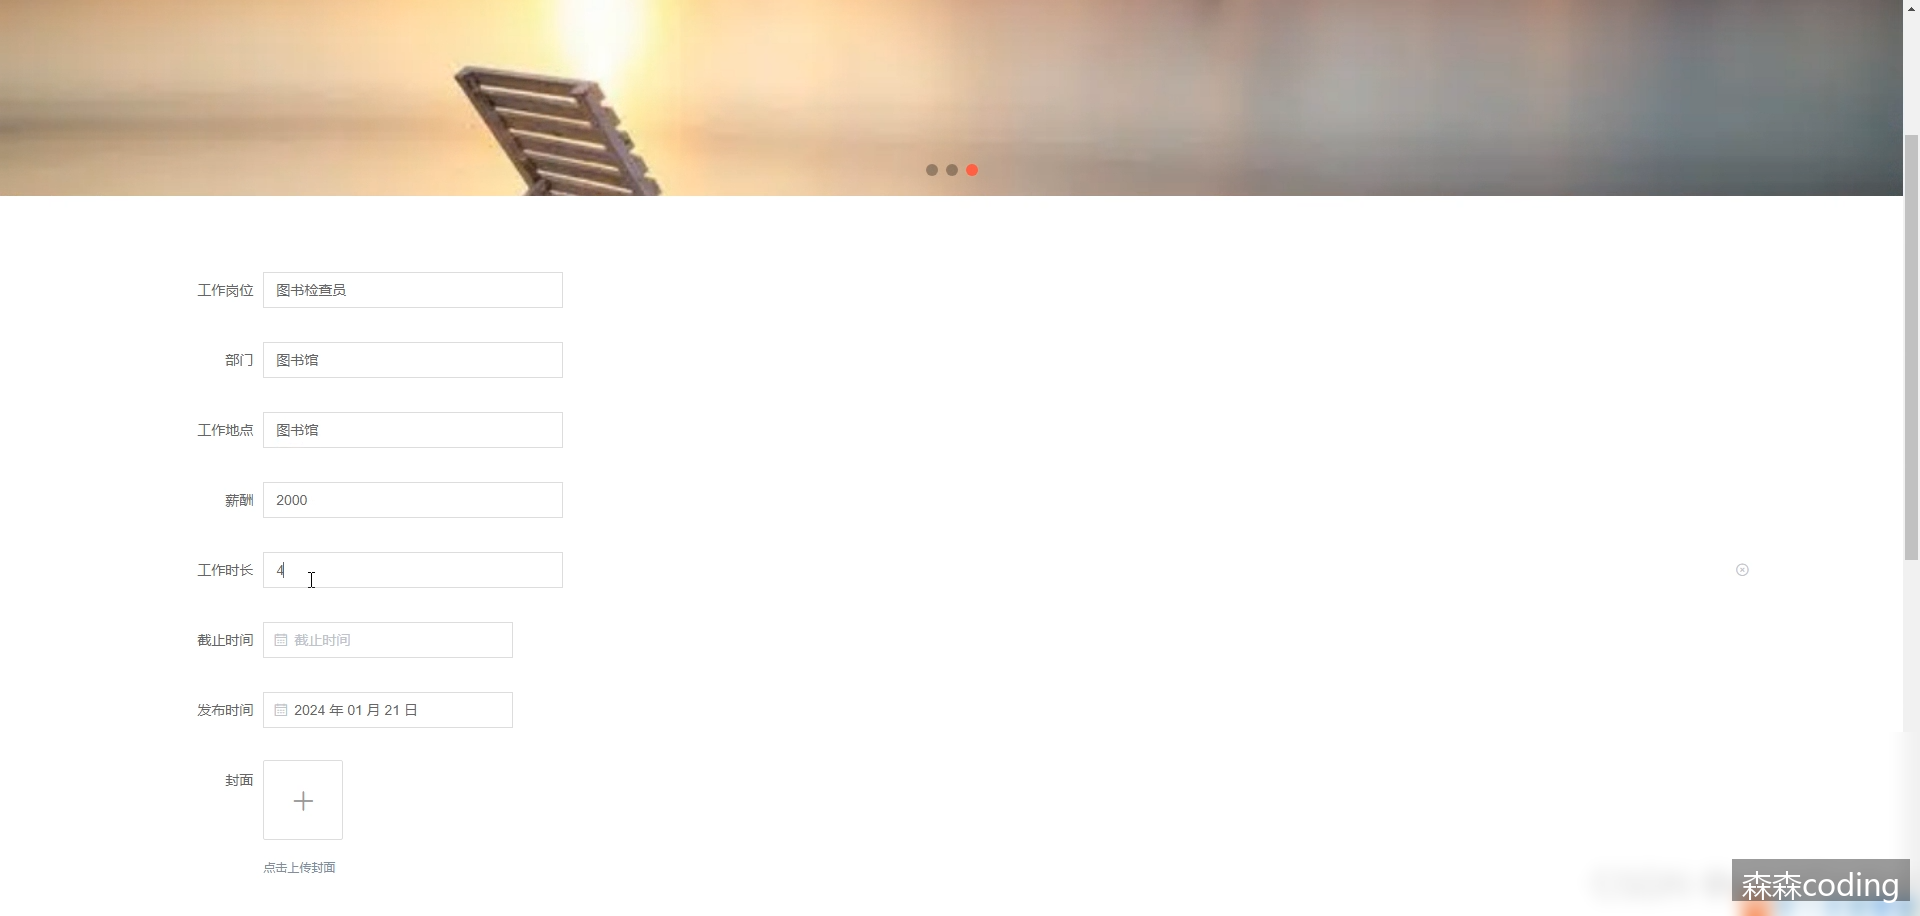 工作岗位 图书检查员
部门 图书馆
工作地点 图书馆
薪酬 2000
工作时长 4
截止时间 截止时间
发布时间 2024 年 01 月 21 日
封面
点击上传封面
森森coding